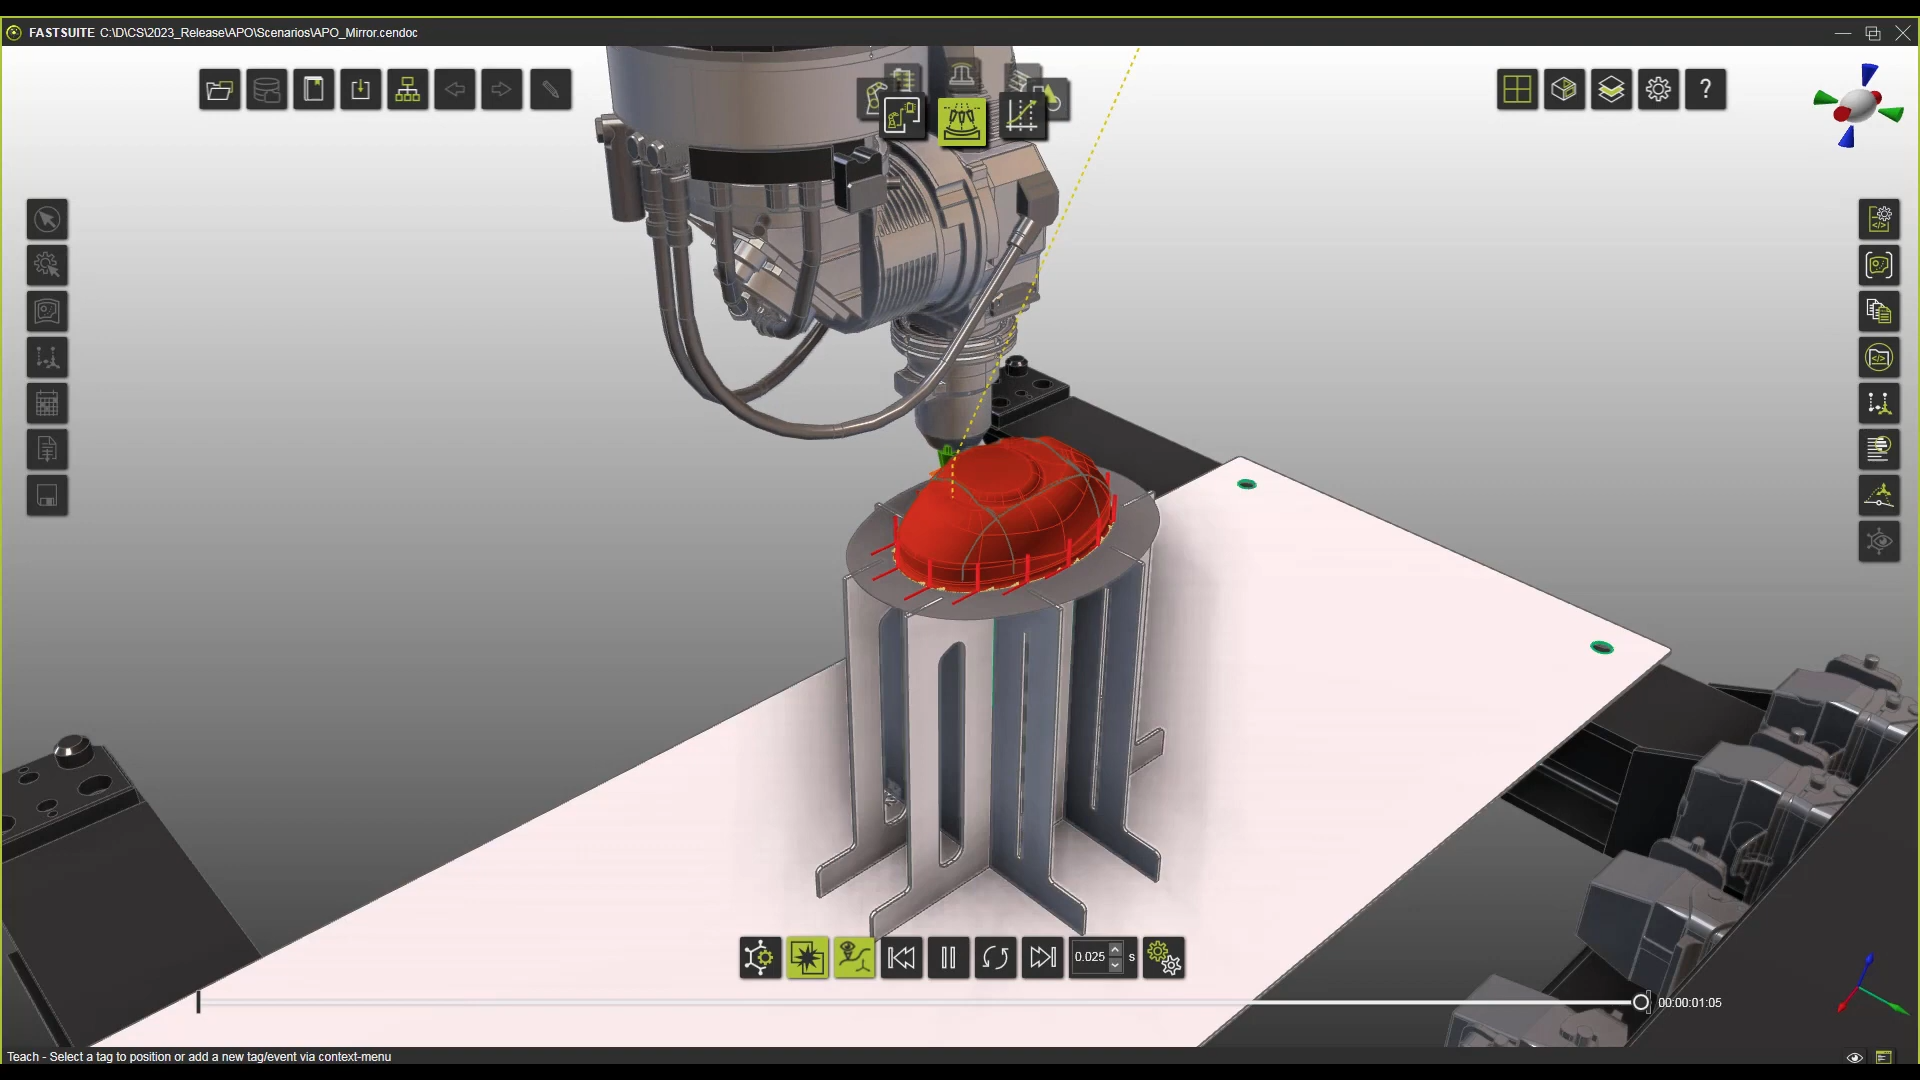 FASTSUITE C:\D\CS\2023_Release\APO\Scenarios\APO_Mirror.cendoc
?
0.025 s
00:00:01:05
Teach - Select a tag to position or add a new tag/event via context-menu